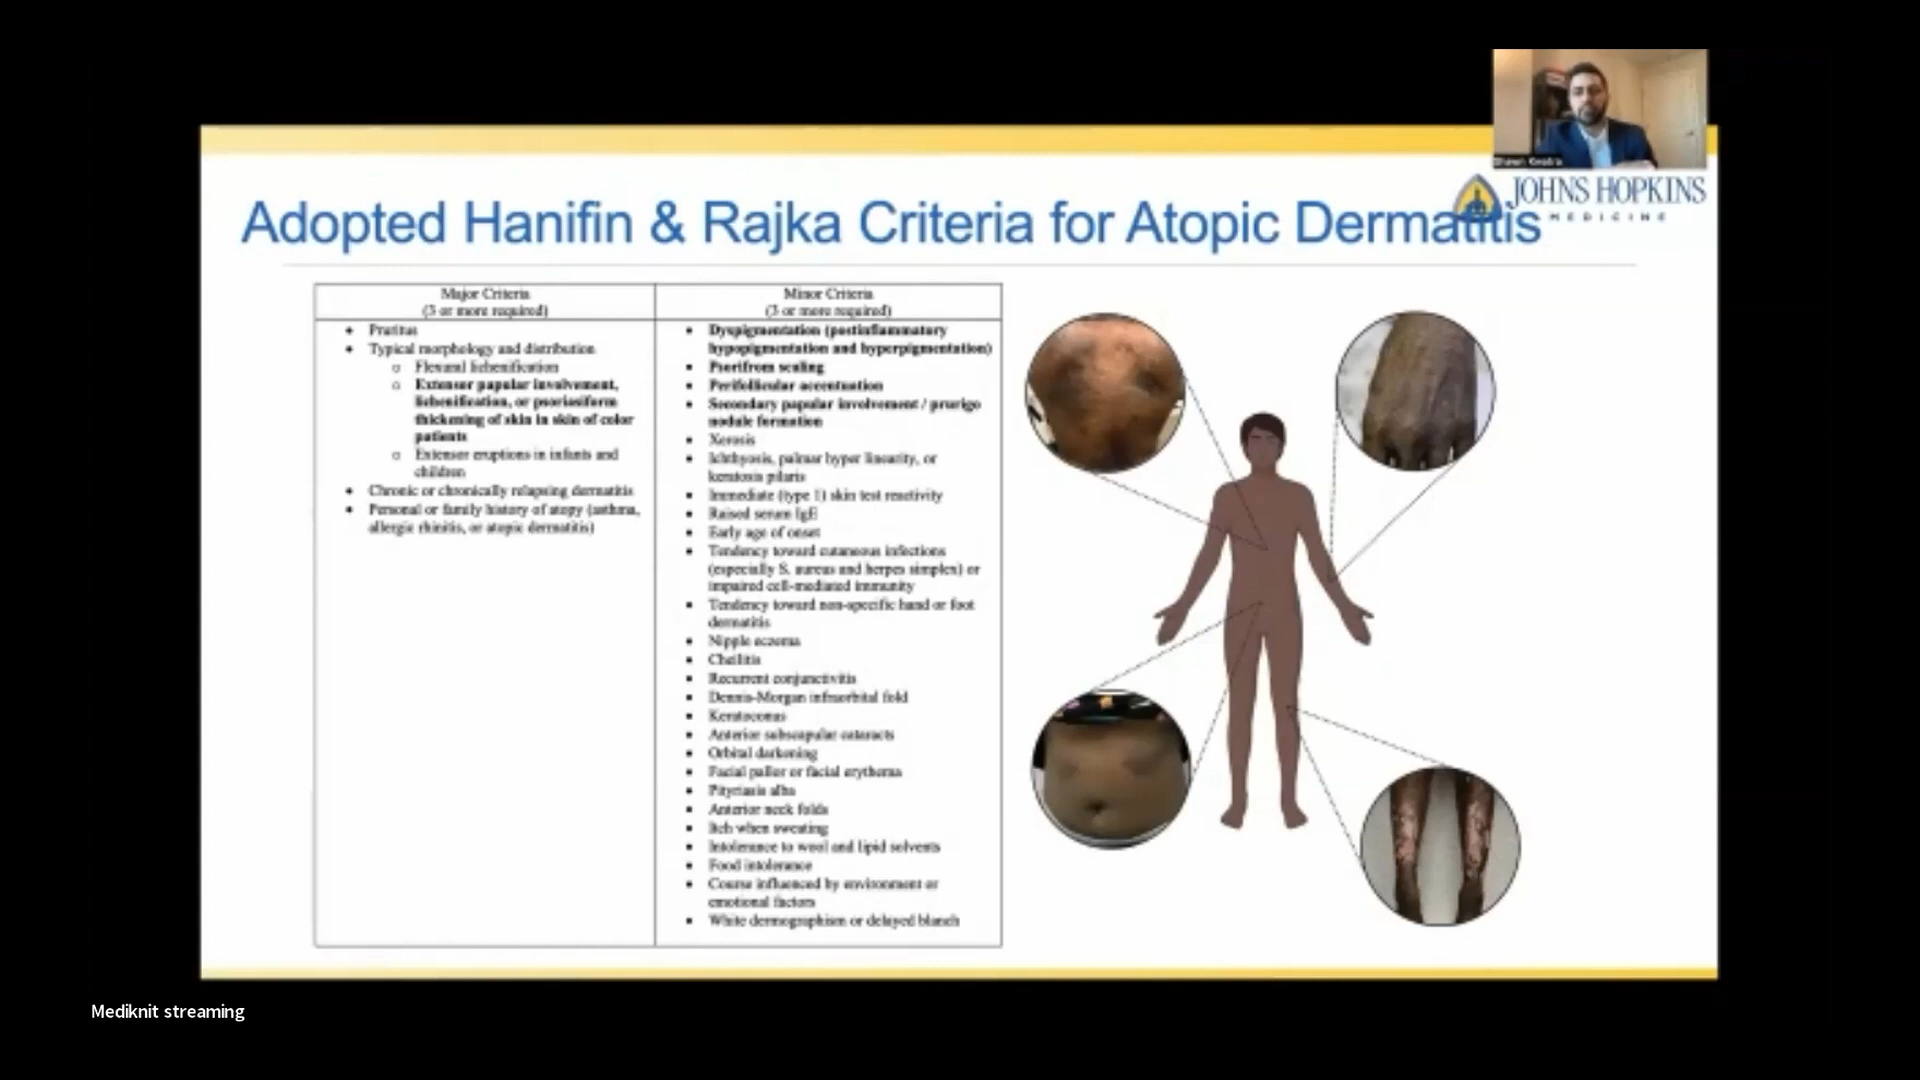 Shawn Kwatra
JOHNS HOPKINS
MEDICINE
Adopted Hanifin & Rajka Criteria for Atopic Dermatitis
Major Criteria
(3 or more required)
• Pruritus
• Typical morphology and distribution
o Flexural lichenification
o Extensor papular involvement,
lichenification, or psoriasiform
thickening of skin in skin of color
patients
o Extensor eruptions in infants and
children
• Chronic or chronically relapsing dermatitis
• Personal or family history of atopy (asthma,
allergic rhinitis, or atopic dermatitis)
Minor Criteria
(3 or more required)
• Dyspigmentation (postinflammatory
hypopigmentation and hyperpigmentation)
• Psorifrom scaling
• Perifollicular accentuation
• Secondary papular involvement / prurigo
nodule formation
• Xerosis
• Ichthyosis, palmar hyper linearity, or
keratosis pilaris
• Immediate (type 1) skin test reactivity
• Raised serum IgE
• Early age of onset
• Tendency toward cutaneous infections
(especially S. aureus and herpes simplex) or
impaired cell-mediated immunity
• Tendency toward non-specific hand or foot
dermatitis
• Nipple eczema
• Cheilitis
• Recurrent conjunctivitis
• Dennis-Morgan infraorbital fold
• Keratoconus
• Anterior subscapular cataracts
• Orbital darkening
• Facial pallor or facial erythema
• Pityriasis alba
• Anterior neck folds
• Itch when sweating
• Intolerance to wool and lipid solvents
• Food intolerance
• Course influenced by environment or
emotional factors
• White dermographism or delayed blanch
Mediknit streaming